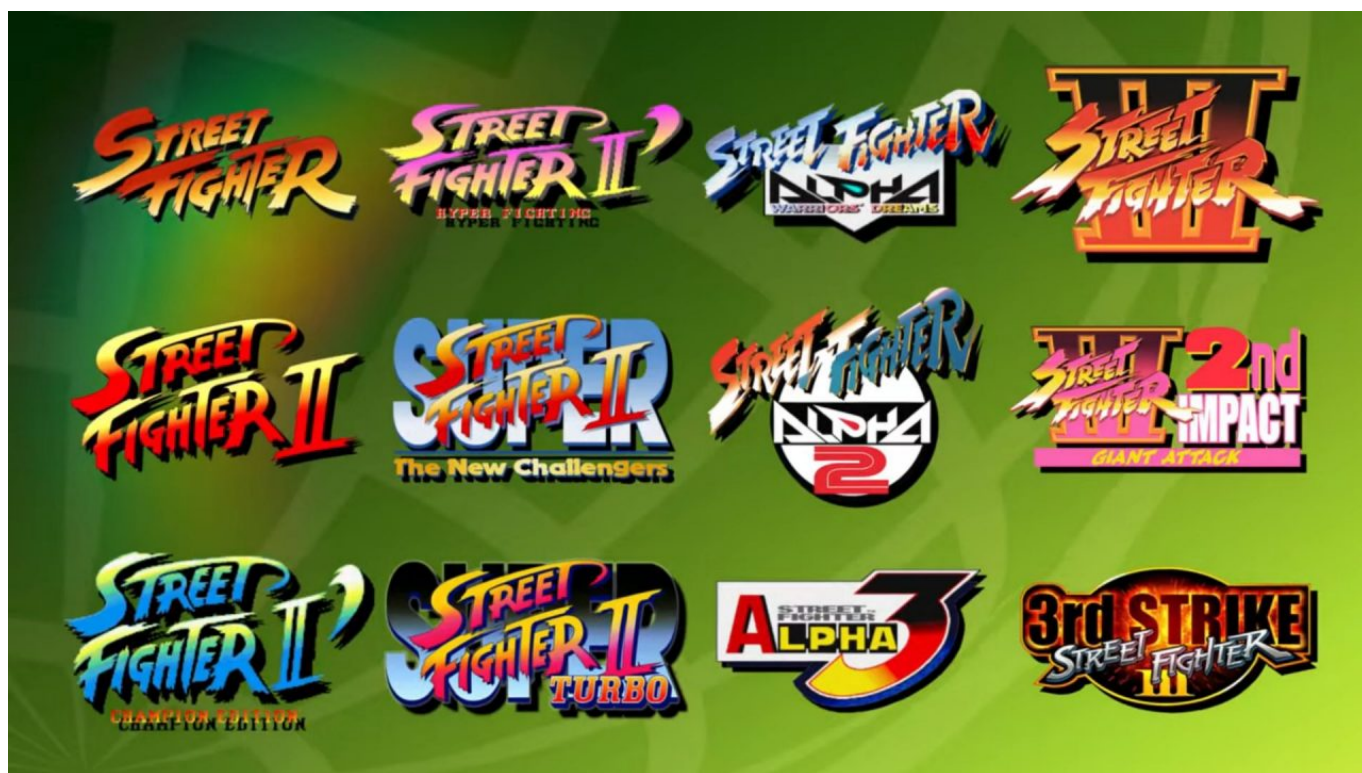 STREET
FIGHTER
STREET
FIGHTER II'
HYPER FIGHTING
STREET FIGHTER
ALPHA
WARRIORS' DREAMS
III
STREET
FIGHTER
STREET
FIGHTER II
SUPER
STREET
FIGHTER II
The New Challengers
STREET FIGHTER
ALPHA
2
III
STREET
FIGHTER
2nd
IMPACT
GIANT ATTACK
STREET
FIGHTER II'
CHAMPION EDITION
SUPER
STREET
FIGHTER II
TURBO
STREET
FIGHTER
ALPHA 3
3rd STRIKE
STREET FIGHTER
III